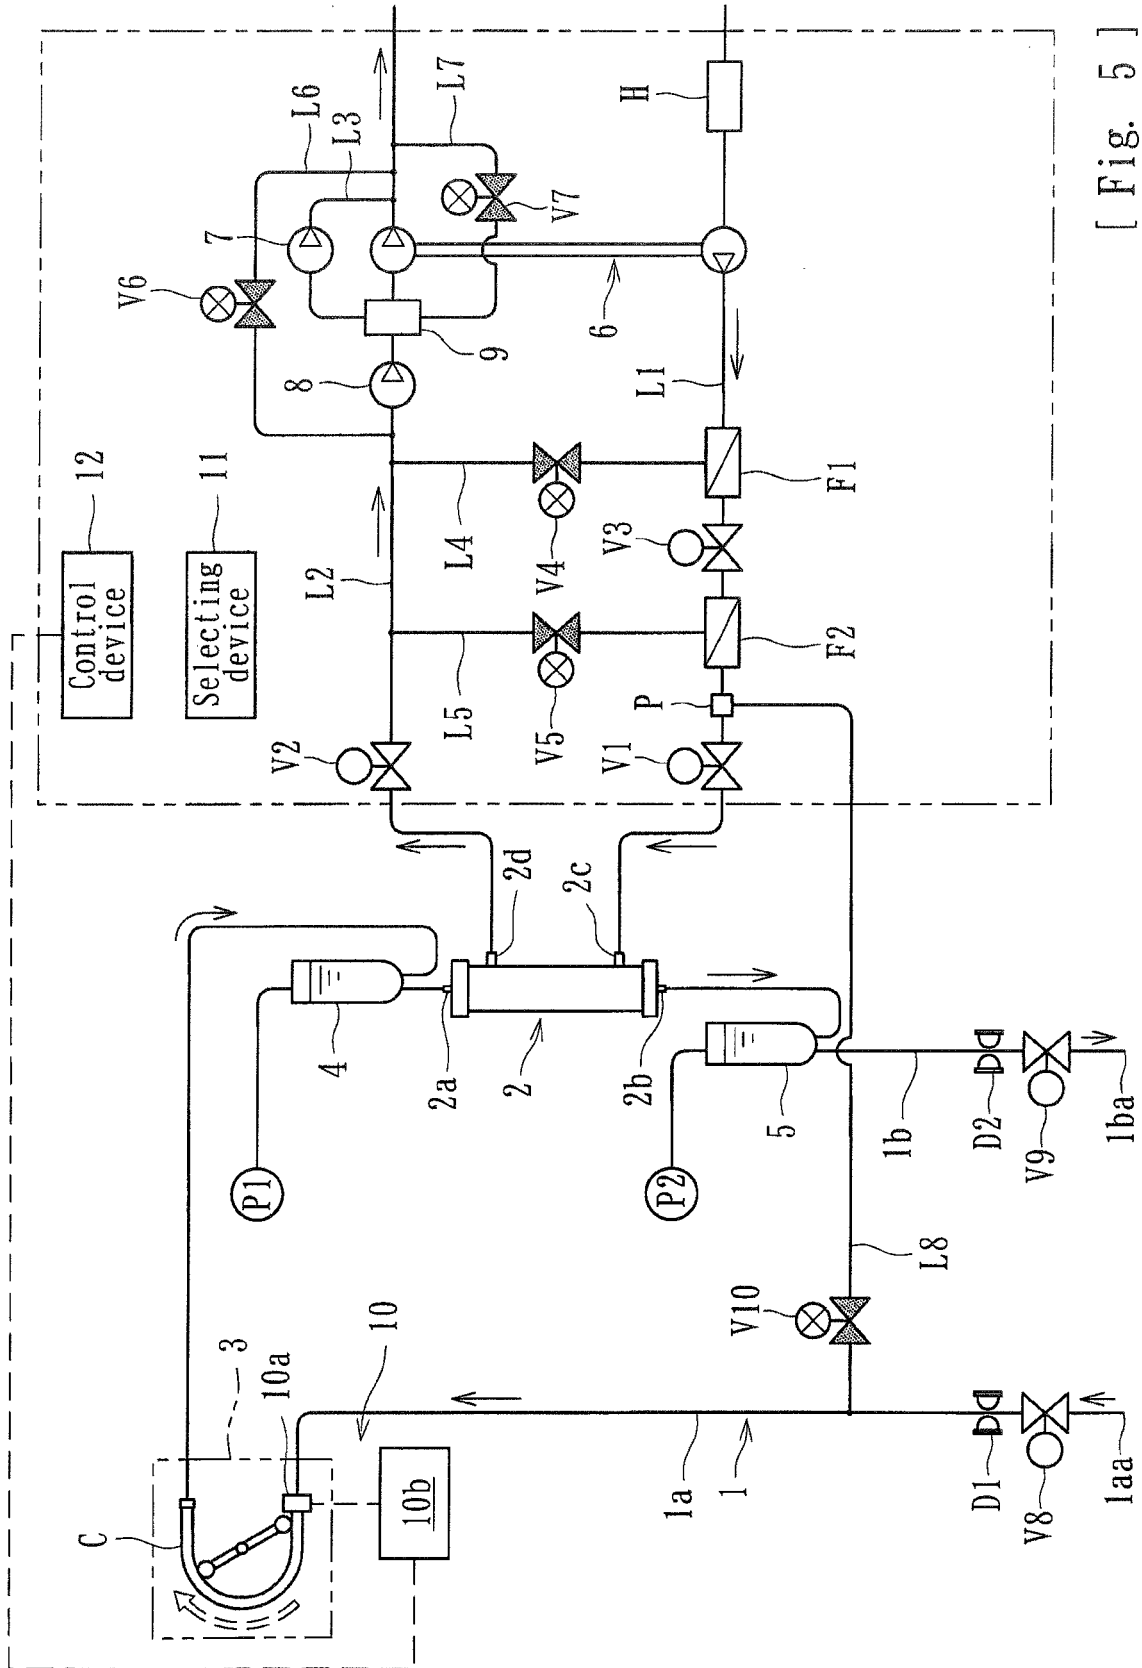 [ Fig. 5 ]
12
Control
device
11
Selecting
device
L6
L3
L7
H
7
V6
V7
6
9
8
L1
L2
L4
V4
V3
F1
L5
V5
P
F2
V2
V1
2d
2c
4
2a
2
2b
5
P1
P2
1b
D2
V9
1ba
L8
V10
10
3
10a
10b
C
1a
1
D1
V8
1aa